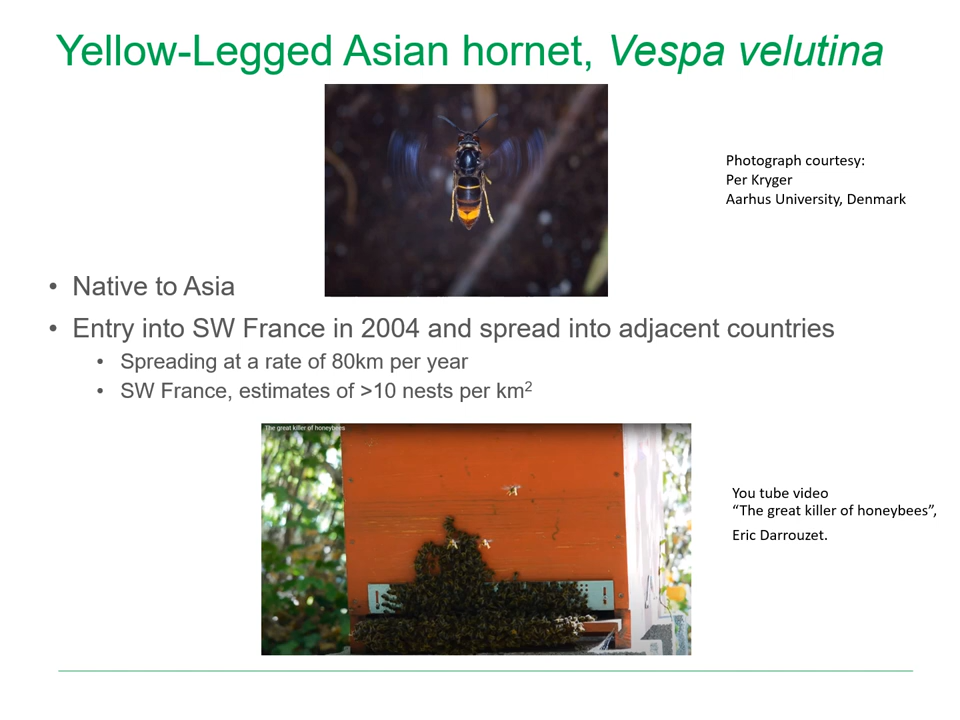 Yellow-Legged Asian hornet, Vespa velutina
Photograph courtesy:
Per Kryger
Aarhus University, Denmark
• Native to Asia
• Entry into SW France in 2004 and spread into adjacent countries
• Spreading at a rate of 80km per year
• SW France, estimates of >10 nests per km²
The great killer of honeybees
You tube video
“The great killer of honeybees”,
Eric Darrouzet.